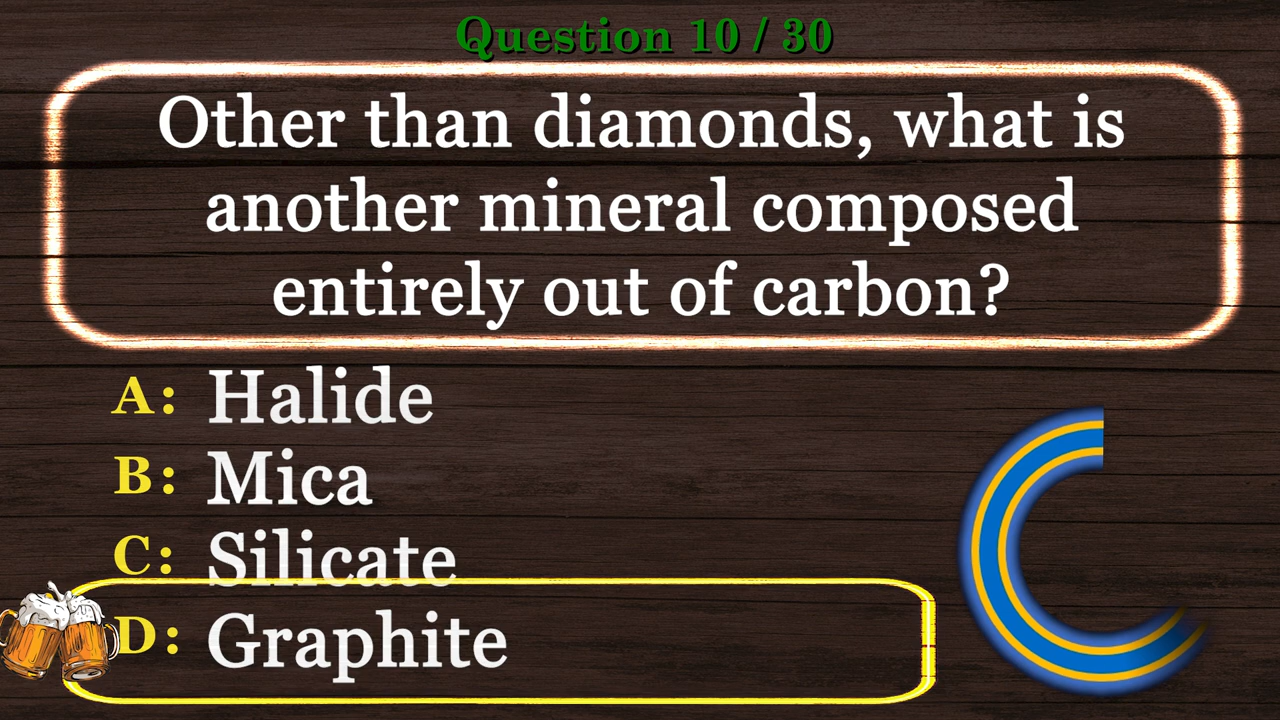 Question 10 / 30
Other than diamonds, what is
another mineral composed
entirely out of carbon?
A: Halide
B: Mica
C: Silicate
D: Graphite